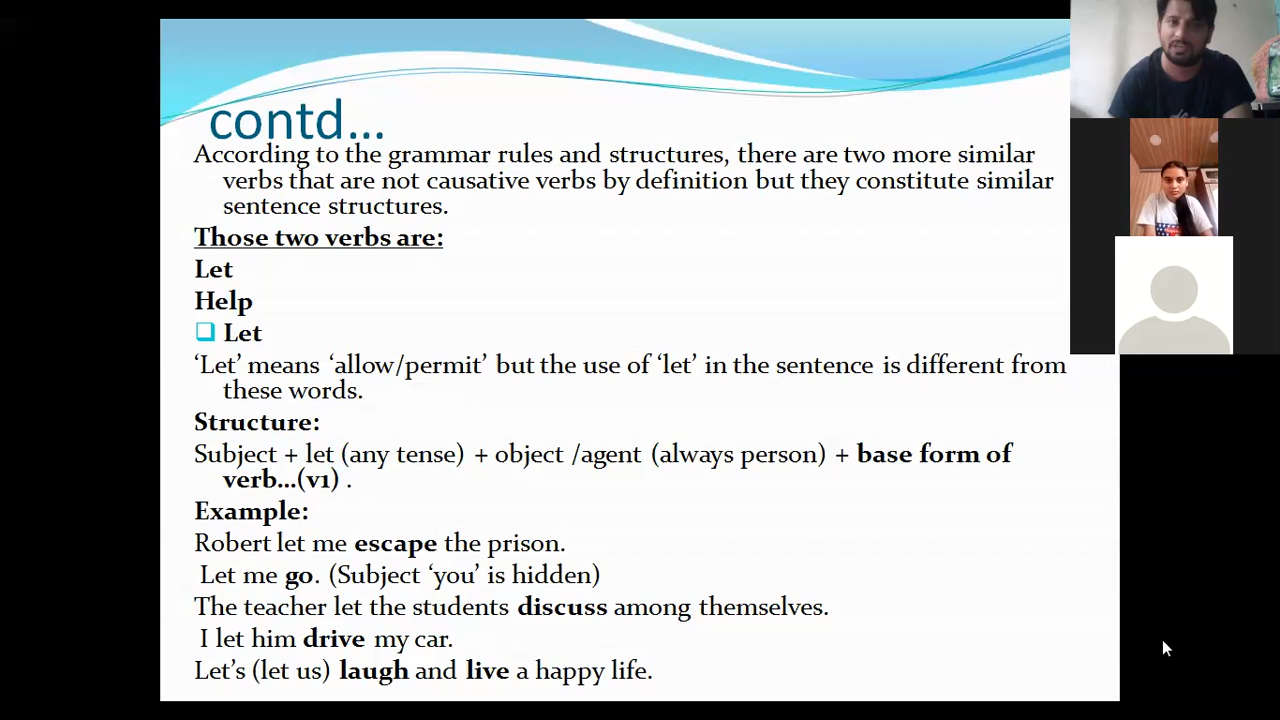 contd...
According to the grammar rules and structures, there are two more similar
verbs that are not causative verbs by definition but they constitute similar
sentence structures.
Those two verbs are:
Let
Help
Let
‘Let’ means ‘allow/permit’ but the use of ‘let’ in the sentence is different from
these words.
Structure:
Subject + let (any tense) + object /agent (always person) + base form of
verb...(v1) .
Example:
Robert let me escape the prison.
Let me go. (Subject ‘you’ is hidden)
The teacher let the students discuss among themselves.
I let him drive my car.
Let’s (let us) laugh and live a happy life.